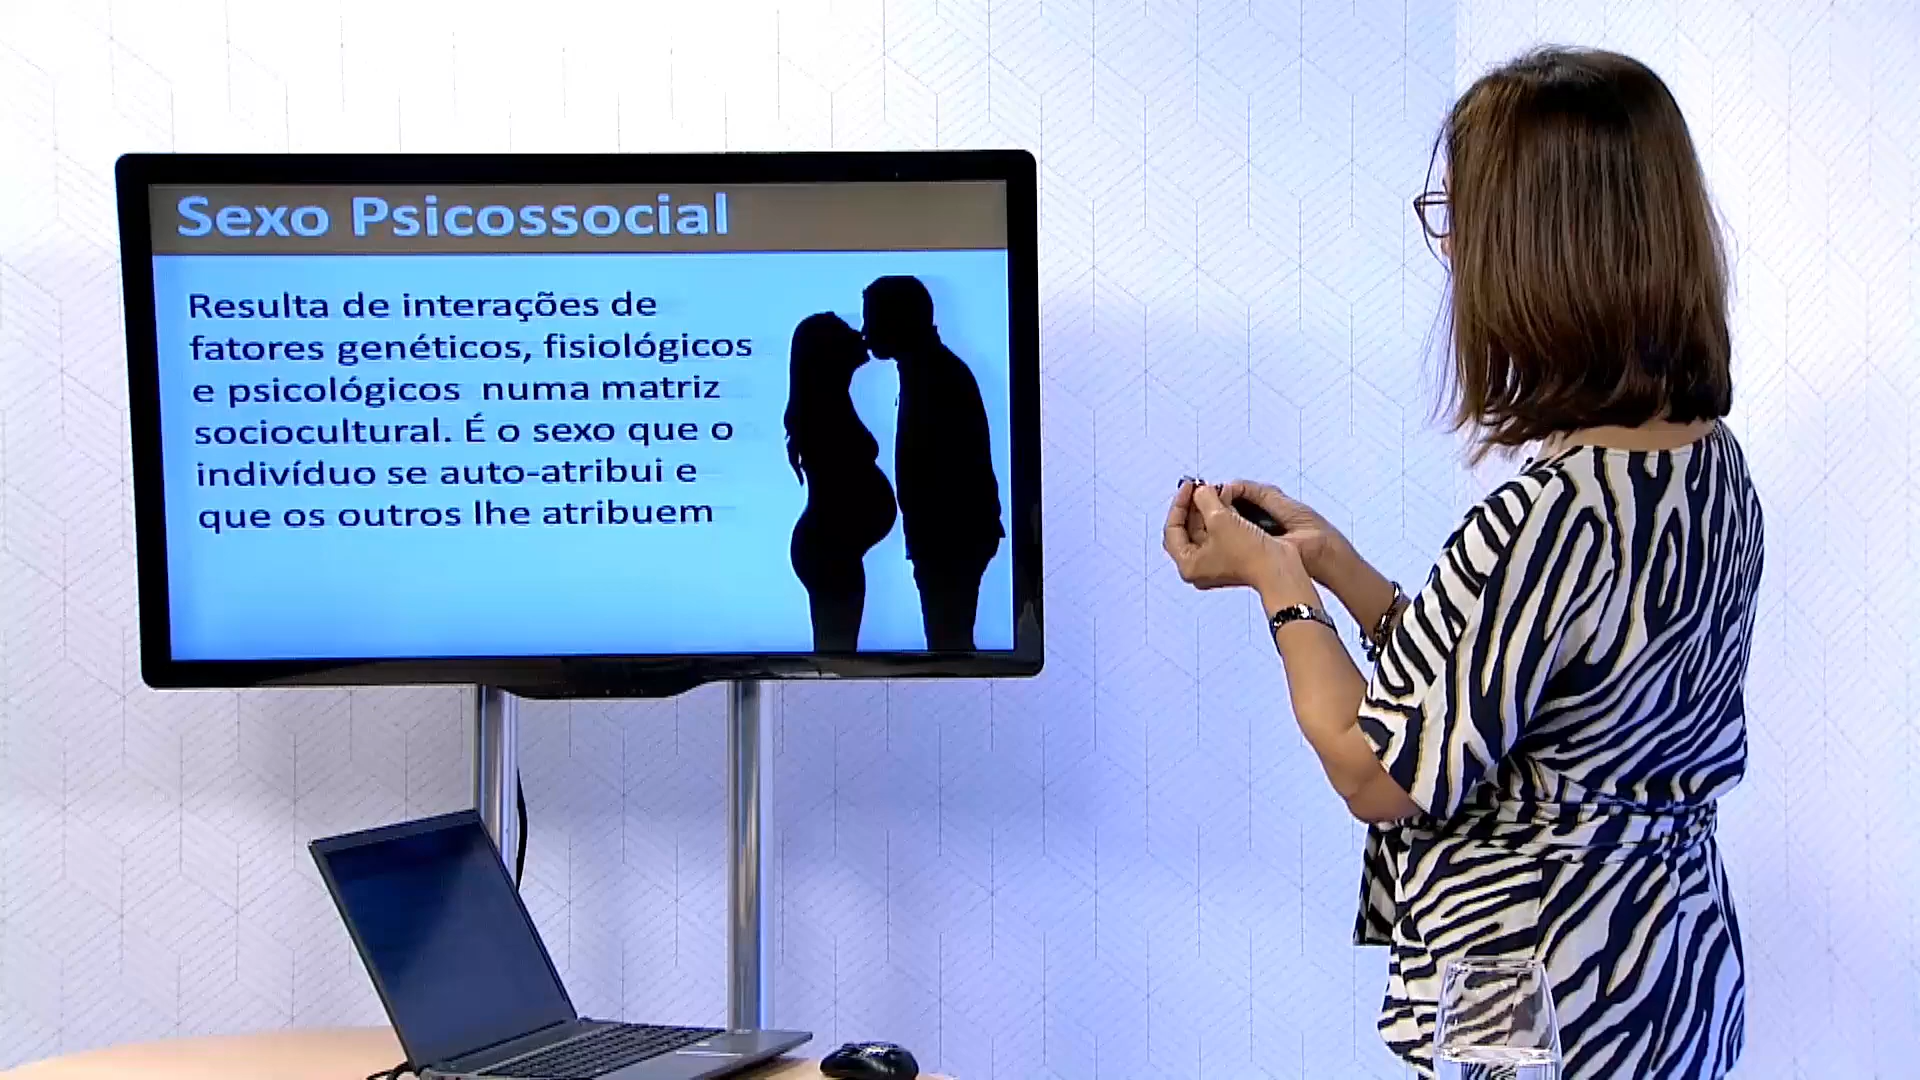 Sexo Psicossocial
Resulta de interações de
fatores genéticos, fisiológicos
e psicológicos numa matriz
sociocultural. É o sexo que o
indivíduo se auto-atribui e
que os outros lhe atribuem